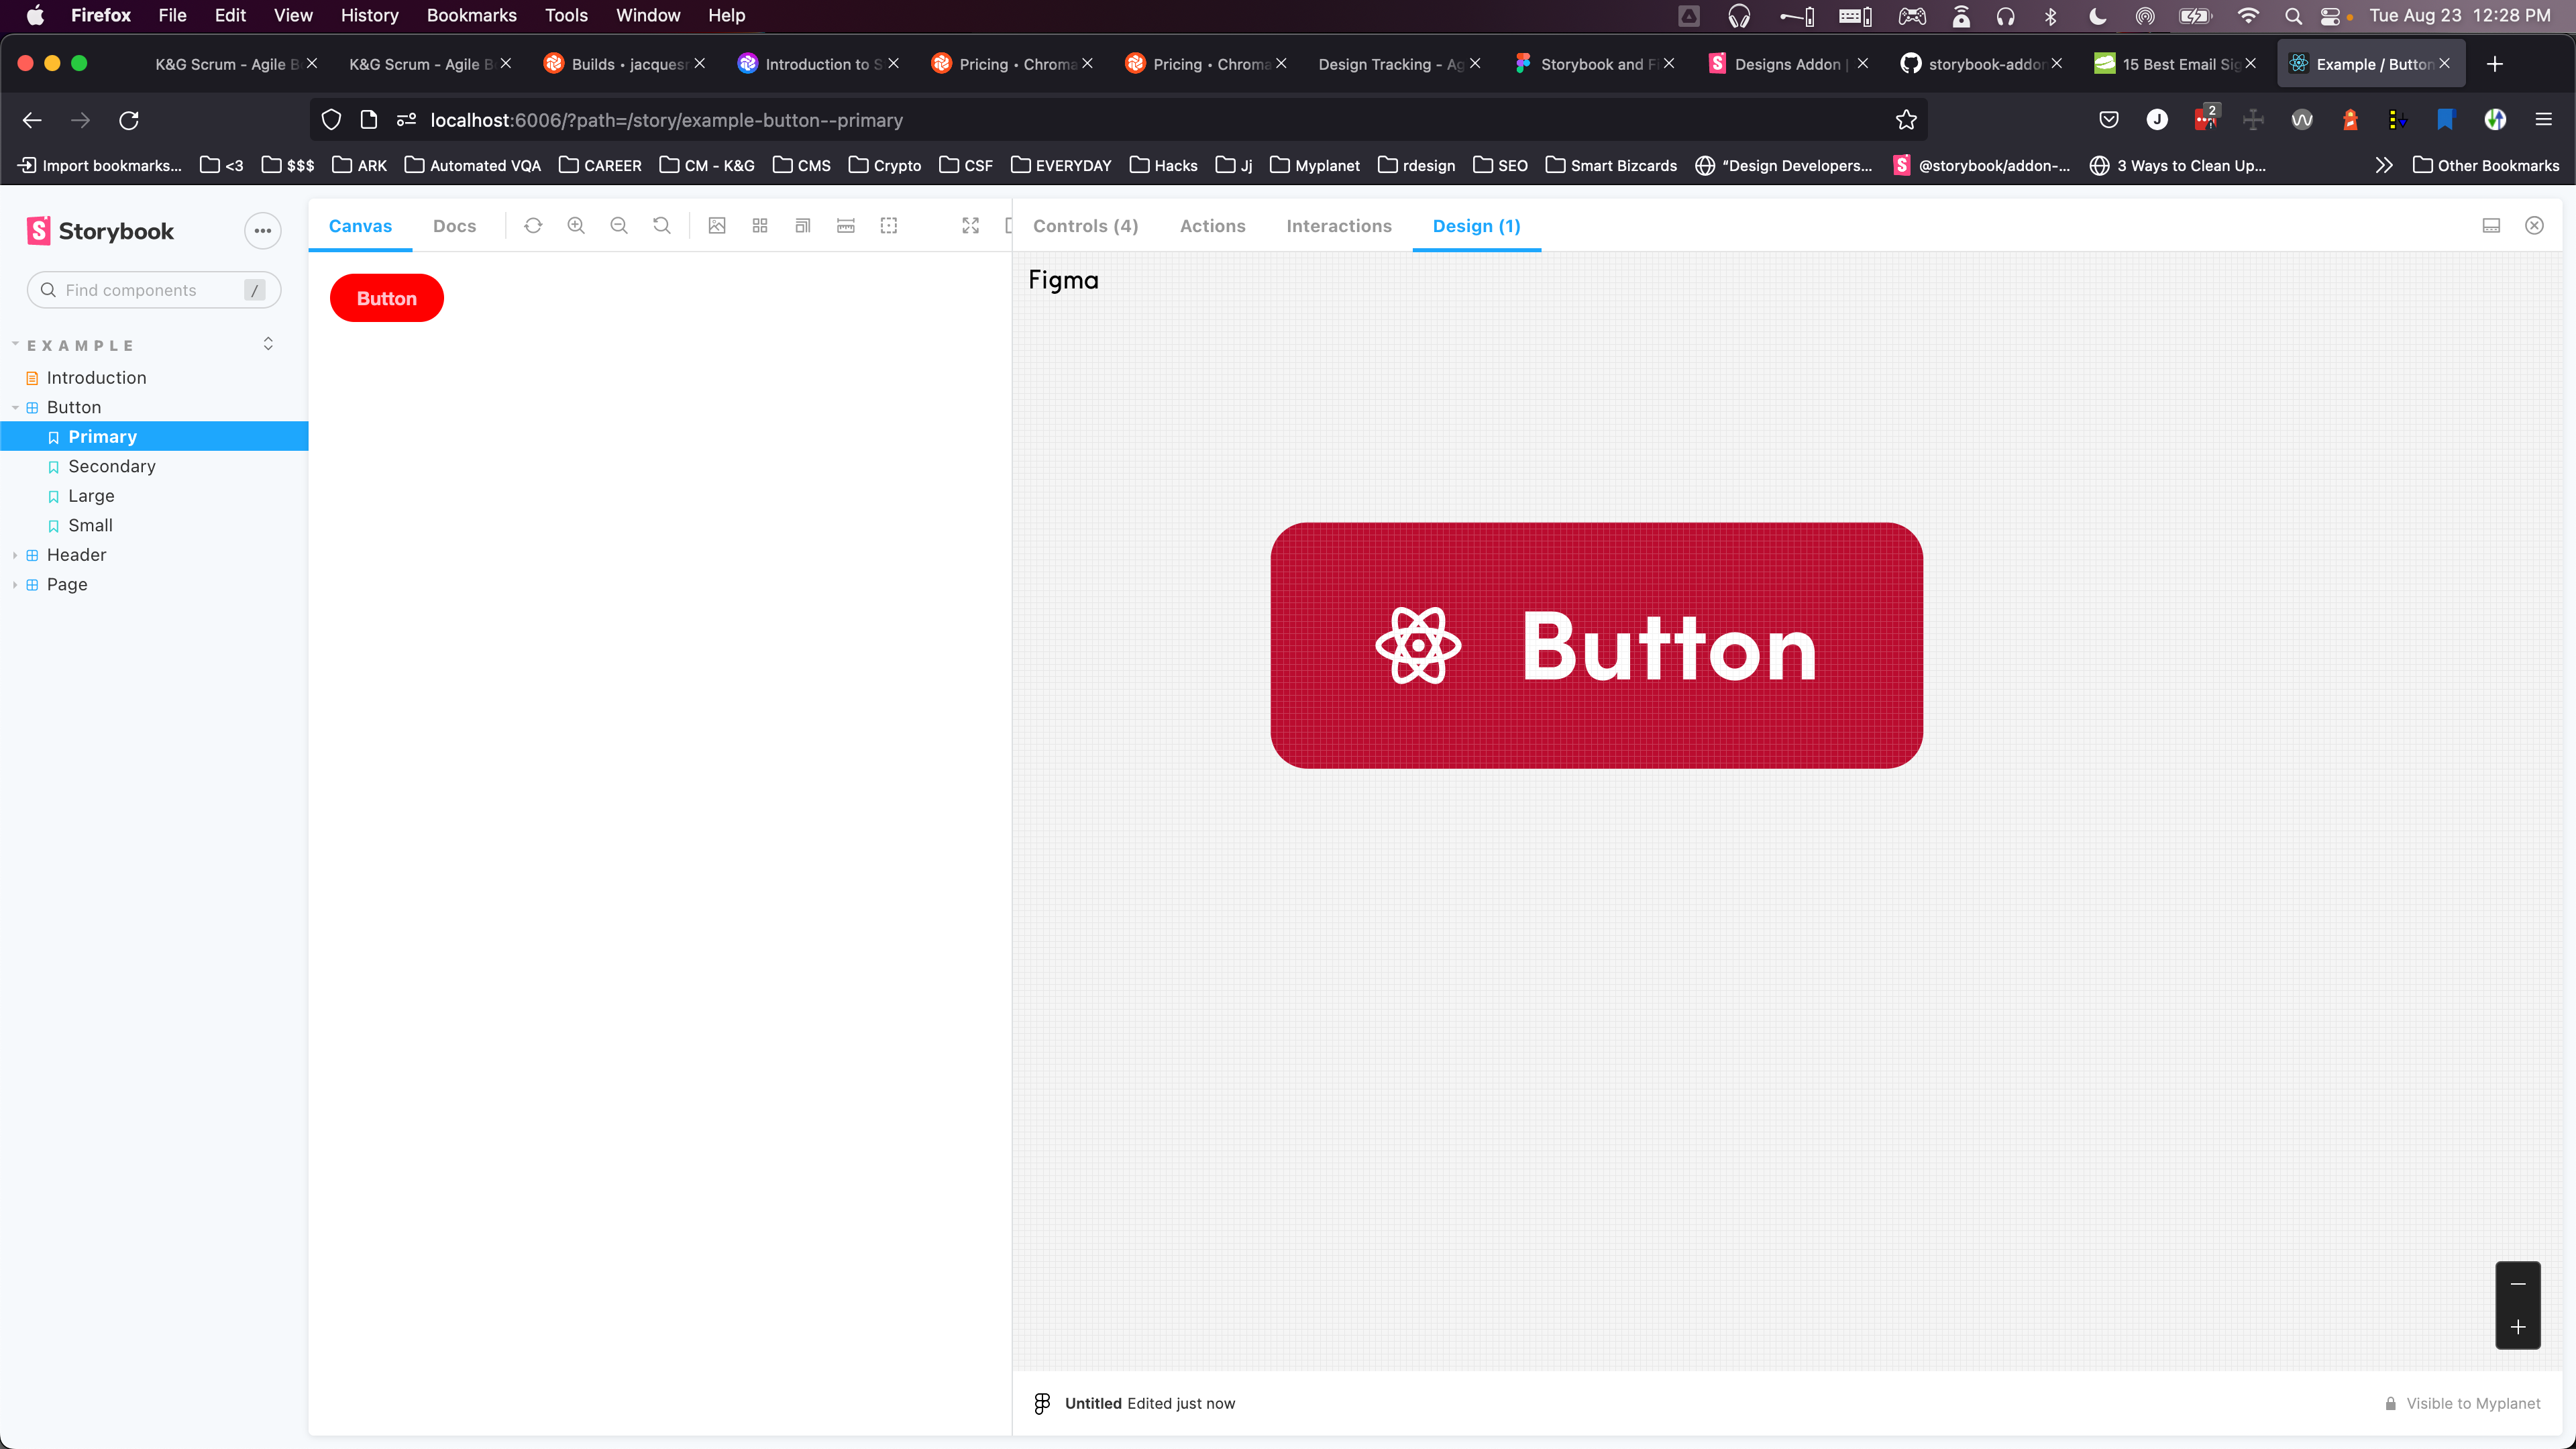 Firefox File Edit View History Bookmarks Tools Window Help Tue Aug 23 12:28 PM
K&G Scrum - Agile B K&G Scrum - Agile B Builds • jacquesr Introduction to S Pricing • Chroma Pricing • Chroma Design Tracking - Ag Storybook and Fi Designs Addon | storybook-addon 15 Best Email Sig Example / Button
localhost:6006/?path=/story/example-button--primary J 2
Import bookmarks... <3 $$$ ARK Automated VQA CAREER CM - K&G CMS Crypto CSF EVERYDAY Hacks Jj Myplanet rdesign SEO Smart Bizcards “Design Developers... @storybook/addon-... 3 Ways to Clean Up... Other Bookmarks
S Storybook
Find components /
EXAMPLE
Introduction
Button
Primary
Secondary
Large
Small
Header
Page
Canvas Docs
Button
Controls (4) Actions Interactions Design (1)
Figma
Button
Untitled Edited just now
Visible to Myplanet